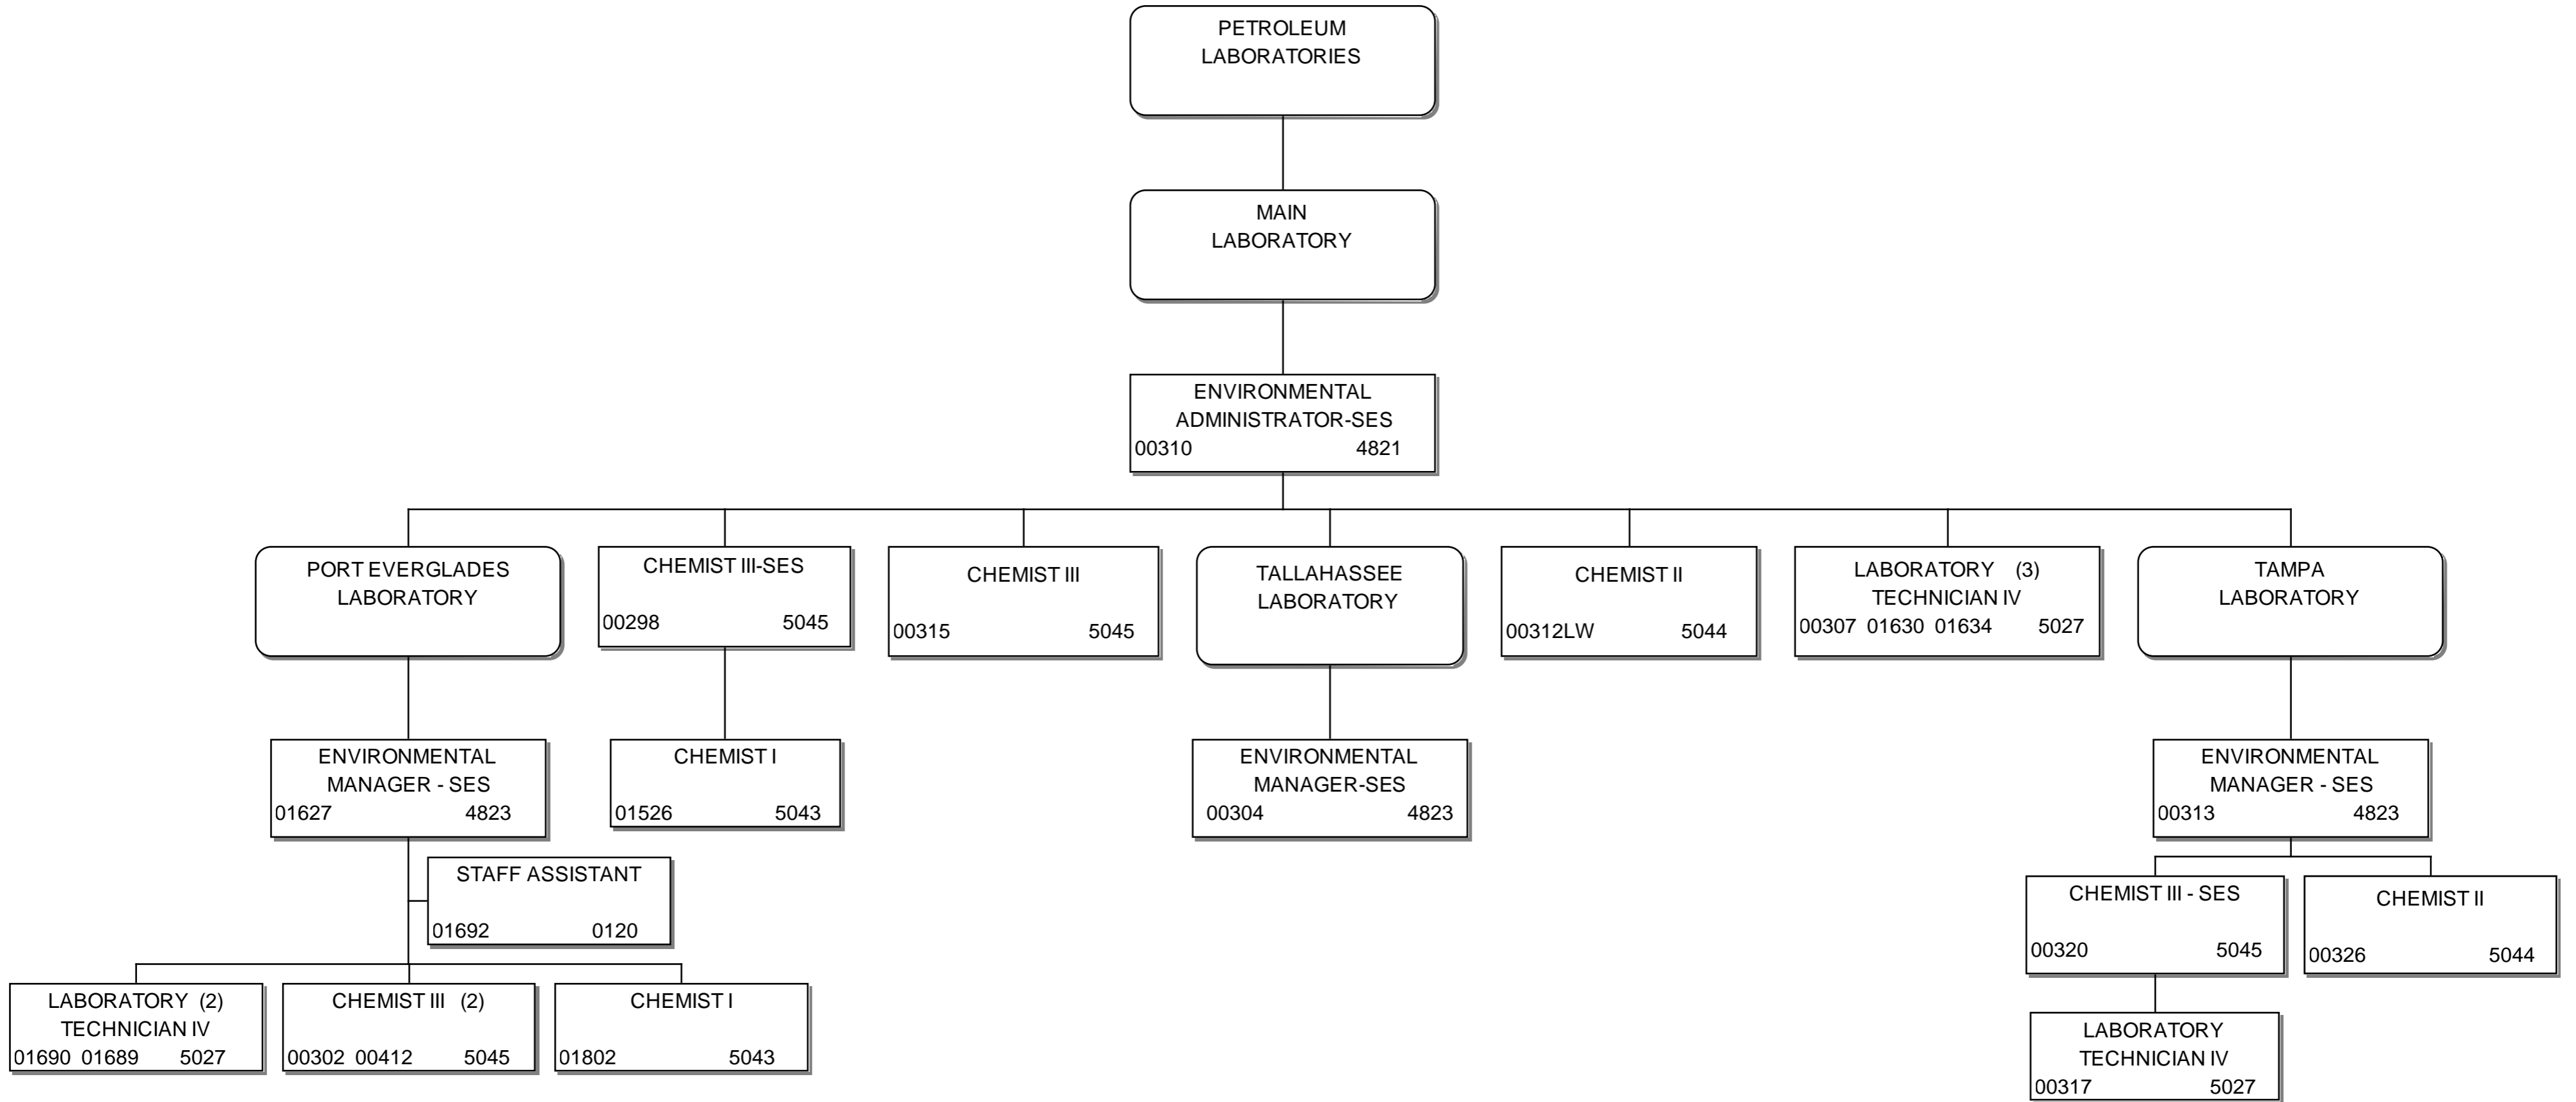 PETROLEUM
LABORATORIES
MAIN
LABORATORY
ENVIRONMENTAL
ADMINISTRATOR-SES
00310 4821
PORT EVERGLADES
LABORATORY
CHEMIST III-SES
00298 5045
CHEMIST III
00315 5045
TALLAHASSEE
LABORATORY
CHEMIST II
00312LW 5044
LABORATORY (3)
TECHNICIAN IV
00307 01630 01634 5027
TAMPA
LABORATORY
ENVIRONMENTAL
MANAGER - SES
01627 4823
CHEMIST I
01526 5043
ENVIRONMENTAL
MANAGER-SES
00304 4823
ENVIRONMENTAL
MANAGER - SES
00313 4823
STAFF ASSISTANT
01692 0120
CHEMIST III - SES
00320 5045
CHEMIST II
00326 5044
LABORATORY (2)
TECHNICIAN IV
01690 01689 5027
CHEMIST III (2)
00302 00412 5045
CHEMIST I
01802 5043
LABORATORY
TECHNICIAN IV
00317 5027